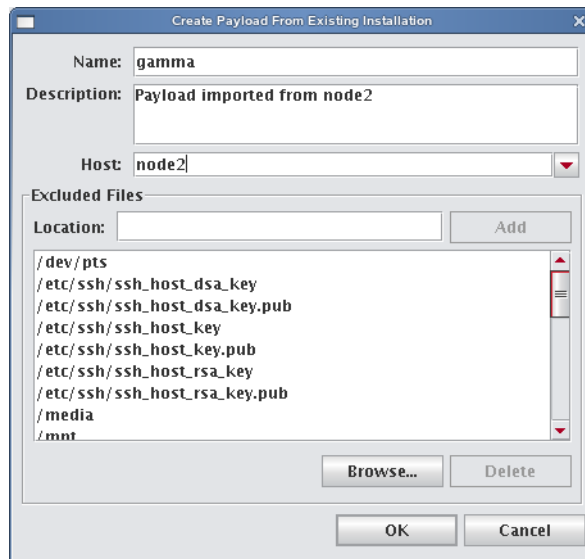 Create Payload From Existing Installation
Name: gamma
Description: Payload imported from node2
Host: node2
Excluded Files
Location: Add
/dev/pts
/etc/ssh/ssh_host_dsa_key
/etc/ssh/ssh_host_dsa_key.pub
/etc/ssh/ssh_host_key
/etc/ssh/ssh_host_key.pub
/etc/ssh/ssh_host_rsa_key
/etc/ssh/ssh_host_rsa_key.pub
/media
/mnt
Browse... Delete
OK Cancel